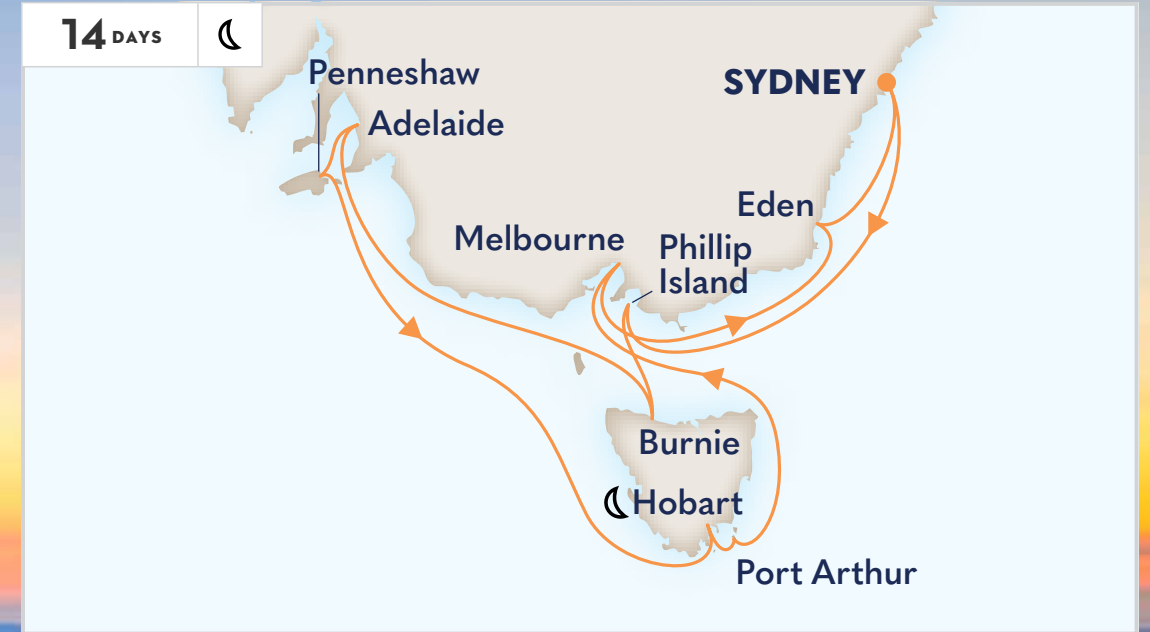 14 DAYS
Penneshaw
SYDNEY
Adelaide
Eden
Melbourne
Phillip
Island
Burnie
Hobart
Port Arthur